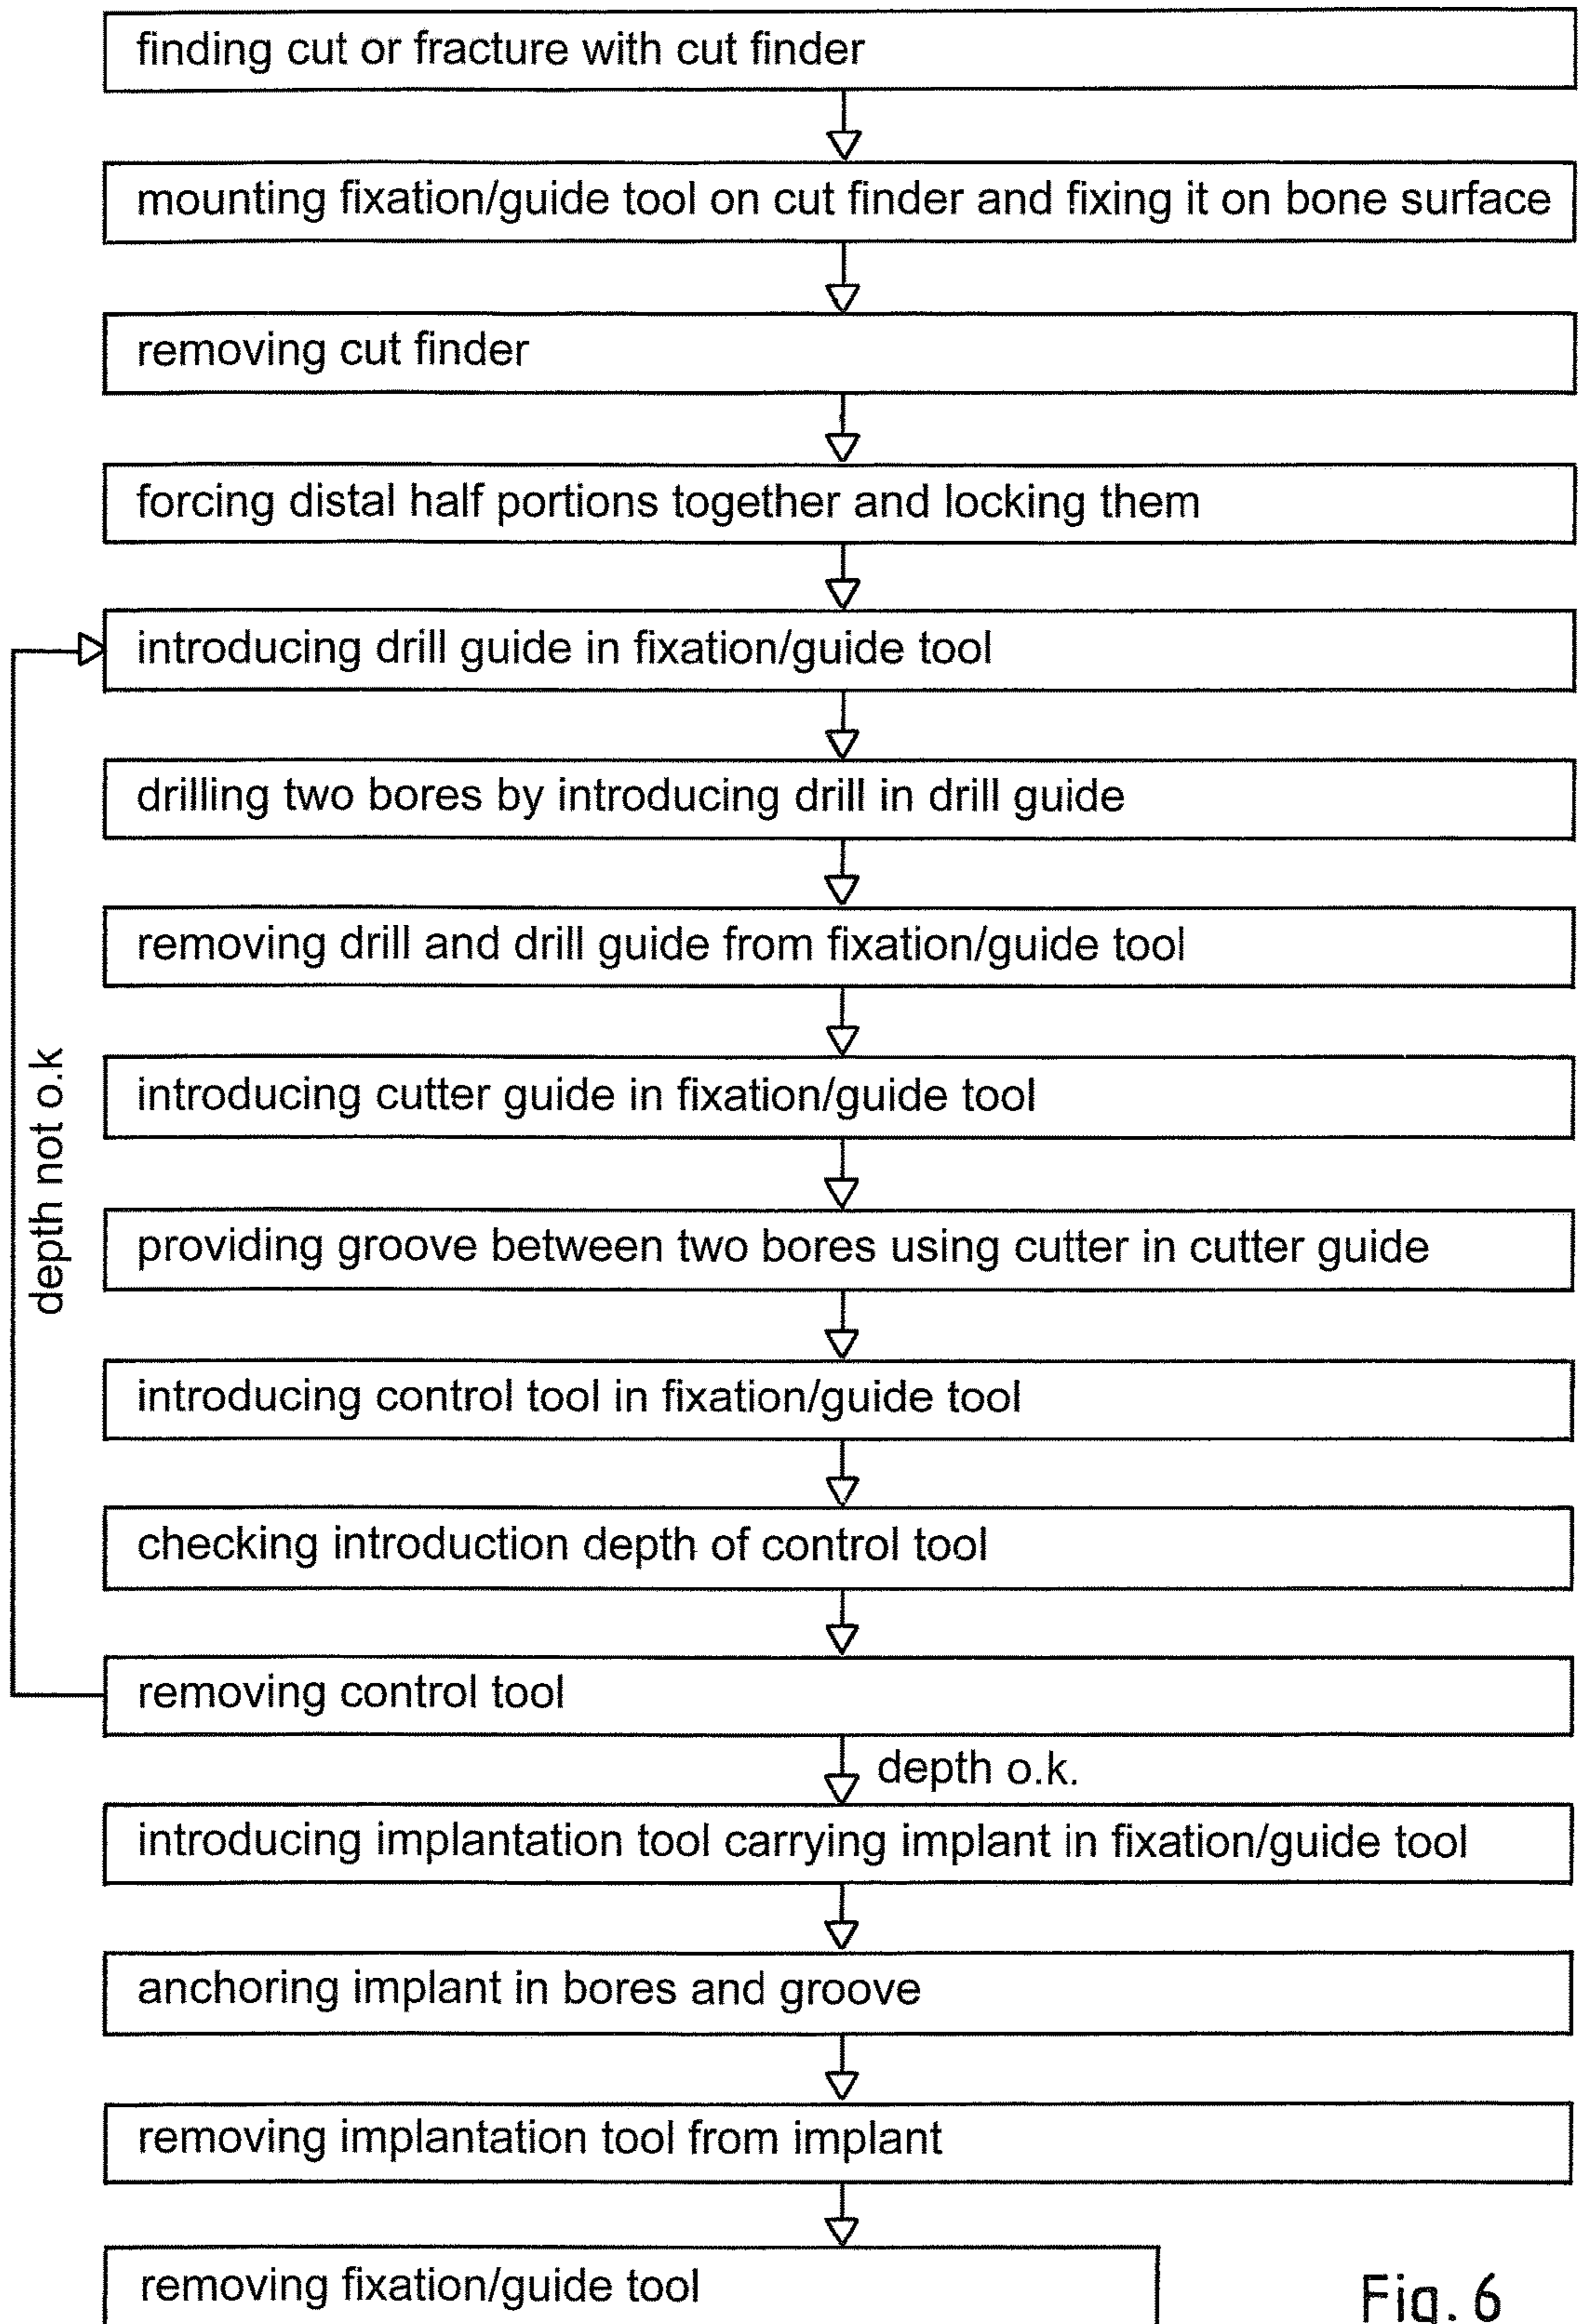 finding cut or fracture with cut finder
mounting fixation/guide tool on cut finder and fixing it on bone surface
removing cut finder
forcing distal half portions together and locking them
introducing drill guide in fixation/guide tool
drilling two bores by introducing drill in drill guide
removing drill and drill guide from fixation/guide tool
introducing cutter guide in fixation/guide tool
depth not o.k
providing groove between two bores using cutter in cutter guide
introducing control tool in fixation/guide tool
checking introduction depth of control tool
removing control tool
depth o.k.
introducing implantation tool carrying implant in fixation/guide tool
anchoring implant in bores and groove
removing implantation tool from implant
removing fixation/guide tool
Fig. 6